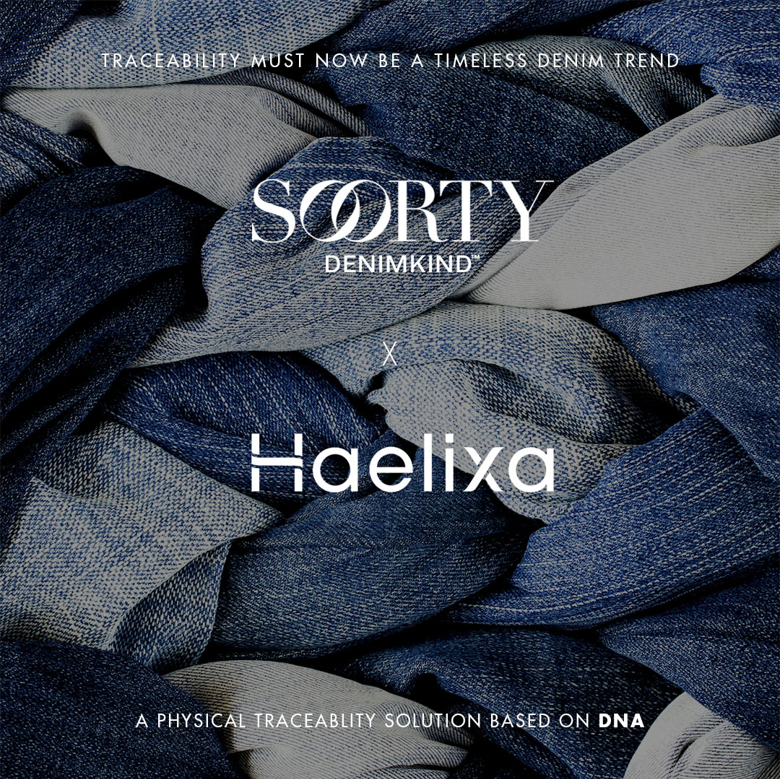 TRACEABILITY MUST NOW BE A TIMELESS DENIM TREND
SOORTY
DENIMKIND™
X
Haelixa
A PHYSICAL TRACEABLITY SOLUTION BASED ON DNA